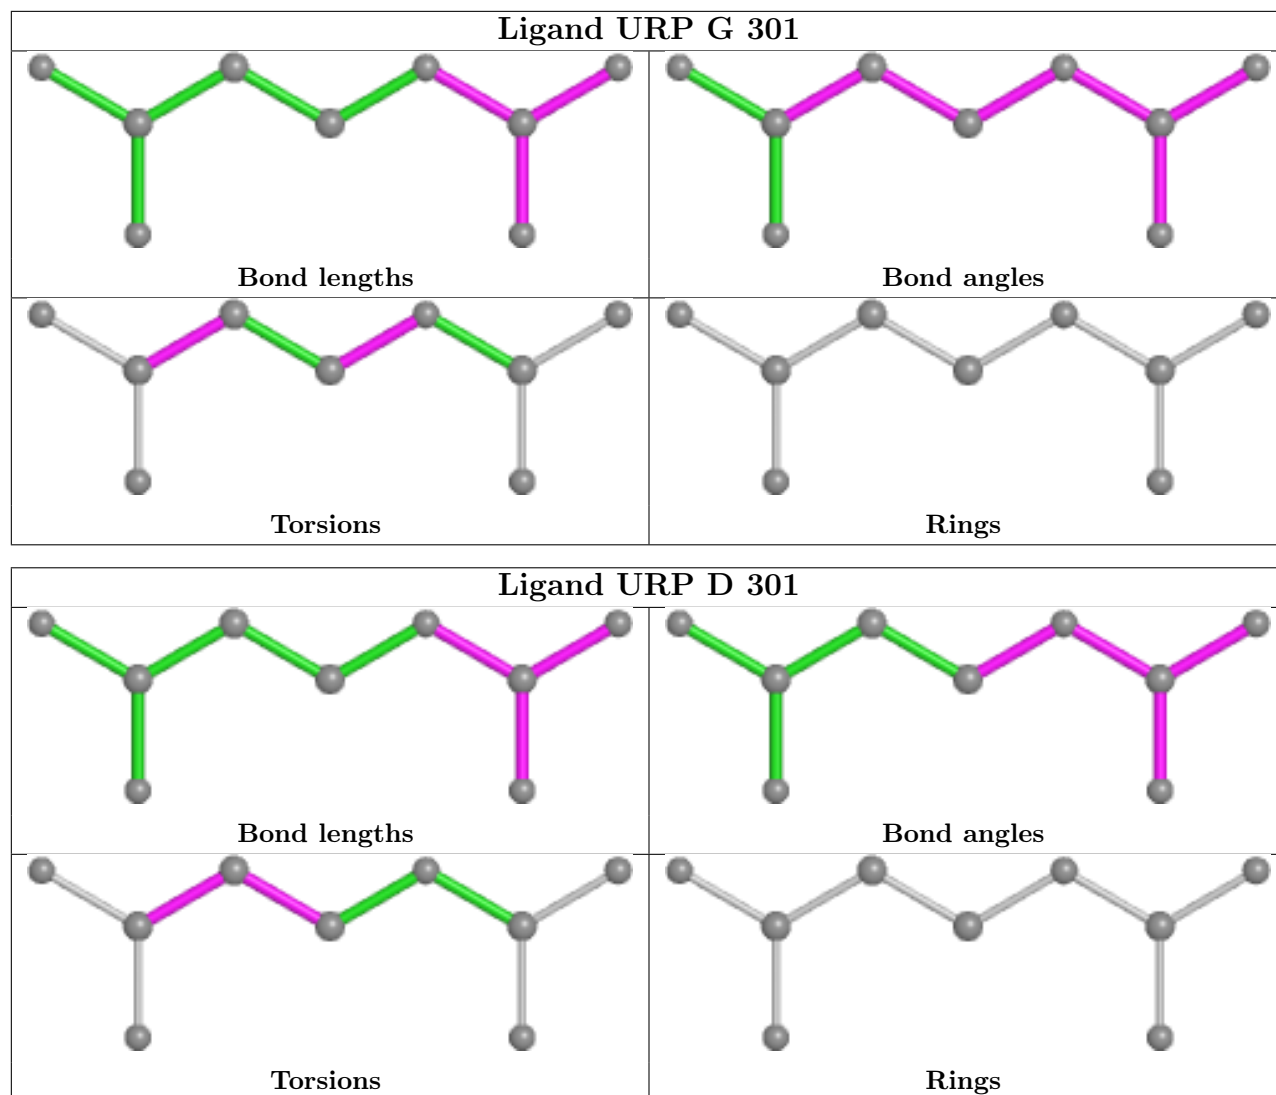 Ligand URP G 301
Bond lengths
Bond angles
Torsions
Rings
Ligand URP D 301
Bond lengths
Bond angles
Torsions
Rings